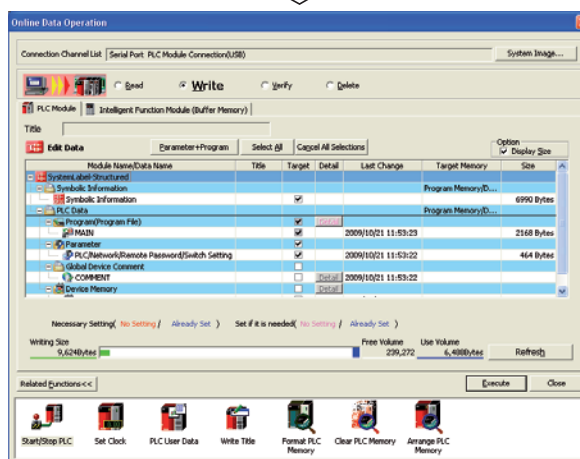 Online Data Operation
Connection Channel List Serial Port PLC Module Connection(USB) System Image...
Read Write Verify Delete
PLC Module Intelligent Function Module (Buffer Memory)
Title
Edit Data Parameter+Program Select All Cancel All Selections Option Display Size
Module Name/Data Name Title Target Detail Last Change Target Memory Size
SystemLabel-Structured
Symbolic Information Program Memory/D...
Symbolic Information 6990 Bytes
PLC Data Program Memory/D...
Program(Program File) Detail
MAIN 2009/10/21 11:53:23 2168 Bytes
Parameter
PLC/Network/Remote Password/Switch Setting 2009/10/21 11:53:22 464 Bytes
Global Device Comment
COMMENT Detail 2009/10/21 11:53:22
Device Memory Detail
Necessary Setting( No Setting / Already Set ) Set if it is needed( No Setting / Already Set )
Writing Size Free Volume Use Volume
9,624Bytes 239,272 6,488Bytes Refresh
Related Functions<< Execute Close
Start/Stop PLC Set Clock PLC User Data Write Title Format PLC Memory Clear PLC Memory Arrange PLC Memory